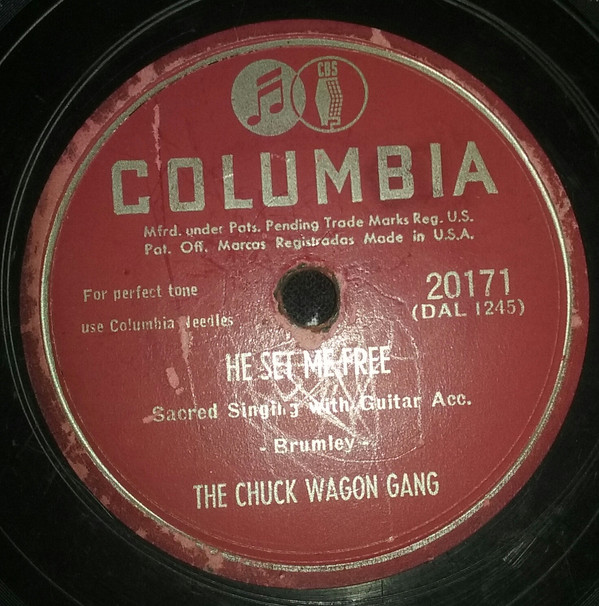 CBS
COLUMBIA
Mfrd. under Pats. Pending Trade Marks Reg. U.S.
Pat. Off. Marcas Registradas Made in U.S.A.
For perfect tone
use Columbia Needles
20171
(DAL 1245)
HE SET ME FREE
Sacred Singing with Guitar Acc.
- Brumley -
THE CHUCK WAGON GANG